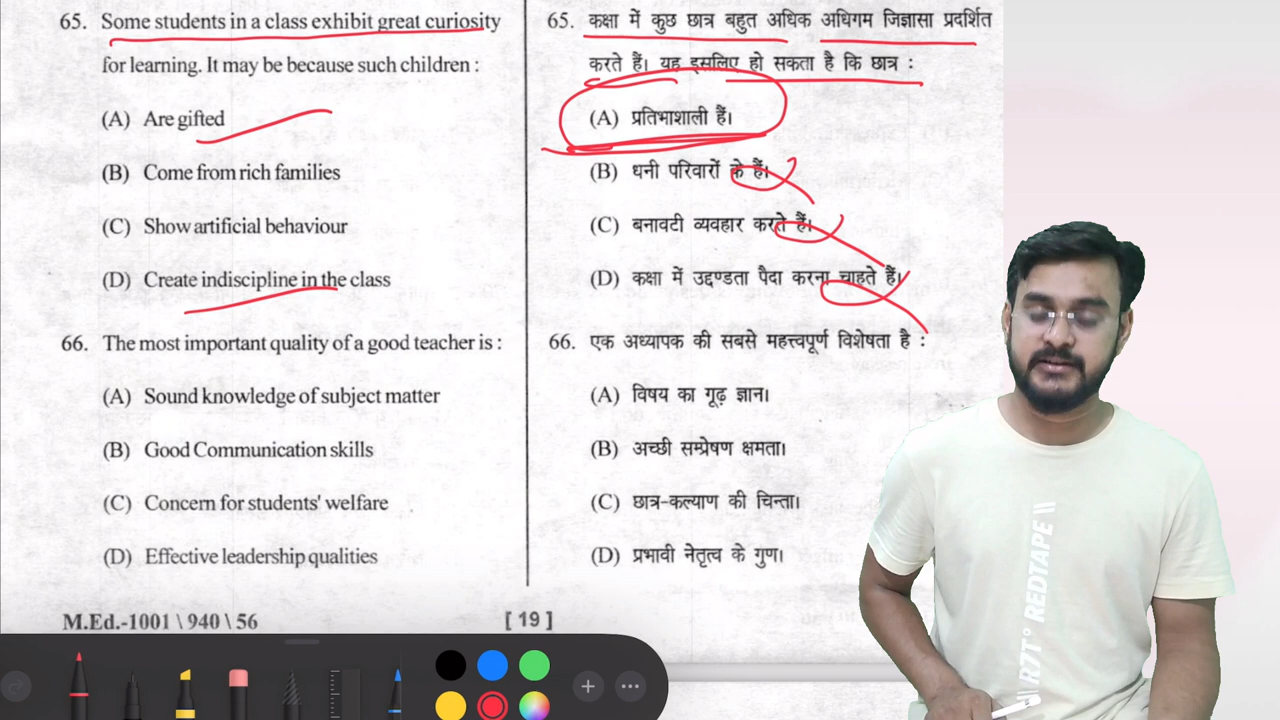 65. Some students in a class exhibit great curiosity
for learning. It may be because such children :
(A) Are gifted
(B) Come from rich families
(C) Show artificial behaviour
(D) Create indiscipline in the class
66. The most important quality of a good teacher is :
(A) Sound knowledge of subject matter
(B) Good Communication skills
(C) Concern for students' welfare
(D) Effective leadership qualities
65. कक्षा में कुछ छात्र बहुत अधिक अधिगम जिज्ञासा प्रदर्शित
करते हैं। यह इसलिए हो सकता है कि छात्र :
(A) प्रतिभाशाली हैं।
(B) धनी परिवारों के हैं।
(C) बनावटी व्यवहार करते हैं।
(D) कक्षा में उद्दण्डता पैदा करना चाहते हैं।
66. एक अध्यापक की सबसे महत्त्वपूर्ण विशेषता है :
(A) विषय का गूढ़ ज्ञान।
(B) अच्छी सम्प्रेषण क्षमता।
(C) छात्र-कल्याण की चिन्ता।
(D) प्रभावी नेतृत्व के गुण।
M.Ed.-1001 \ 940 \ 56
[ 19 ]
R7T° REDTAPE \\